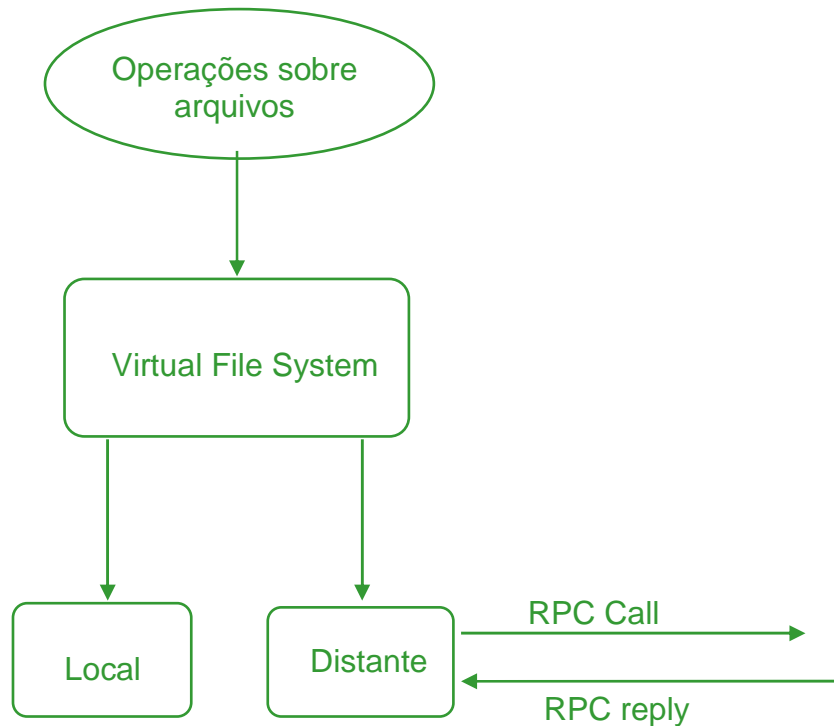 Operações sobre
arquivos
Virtual File System
Local
Distante
RPC Call
RPC reply